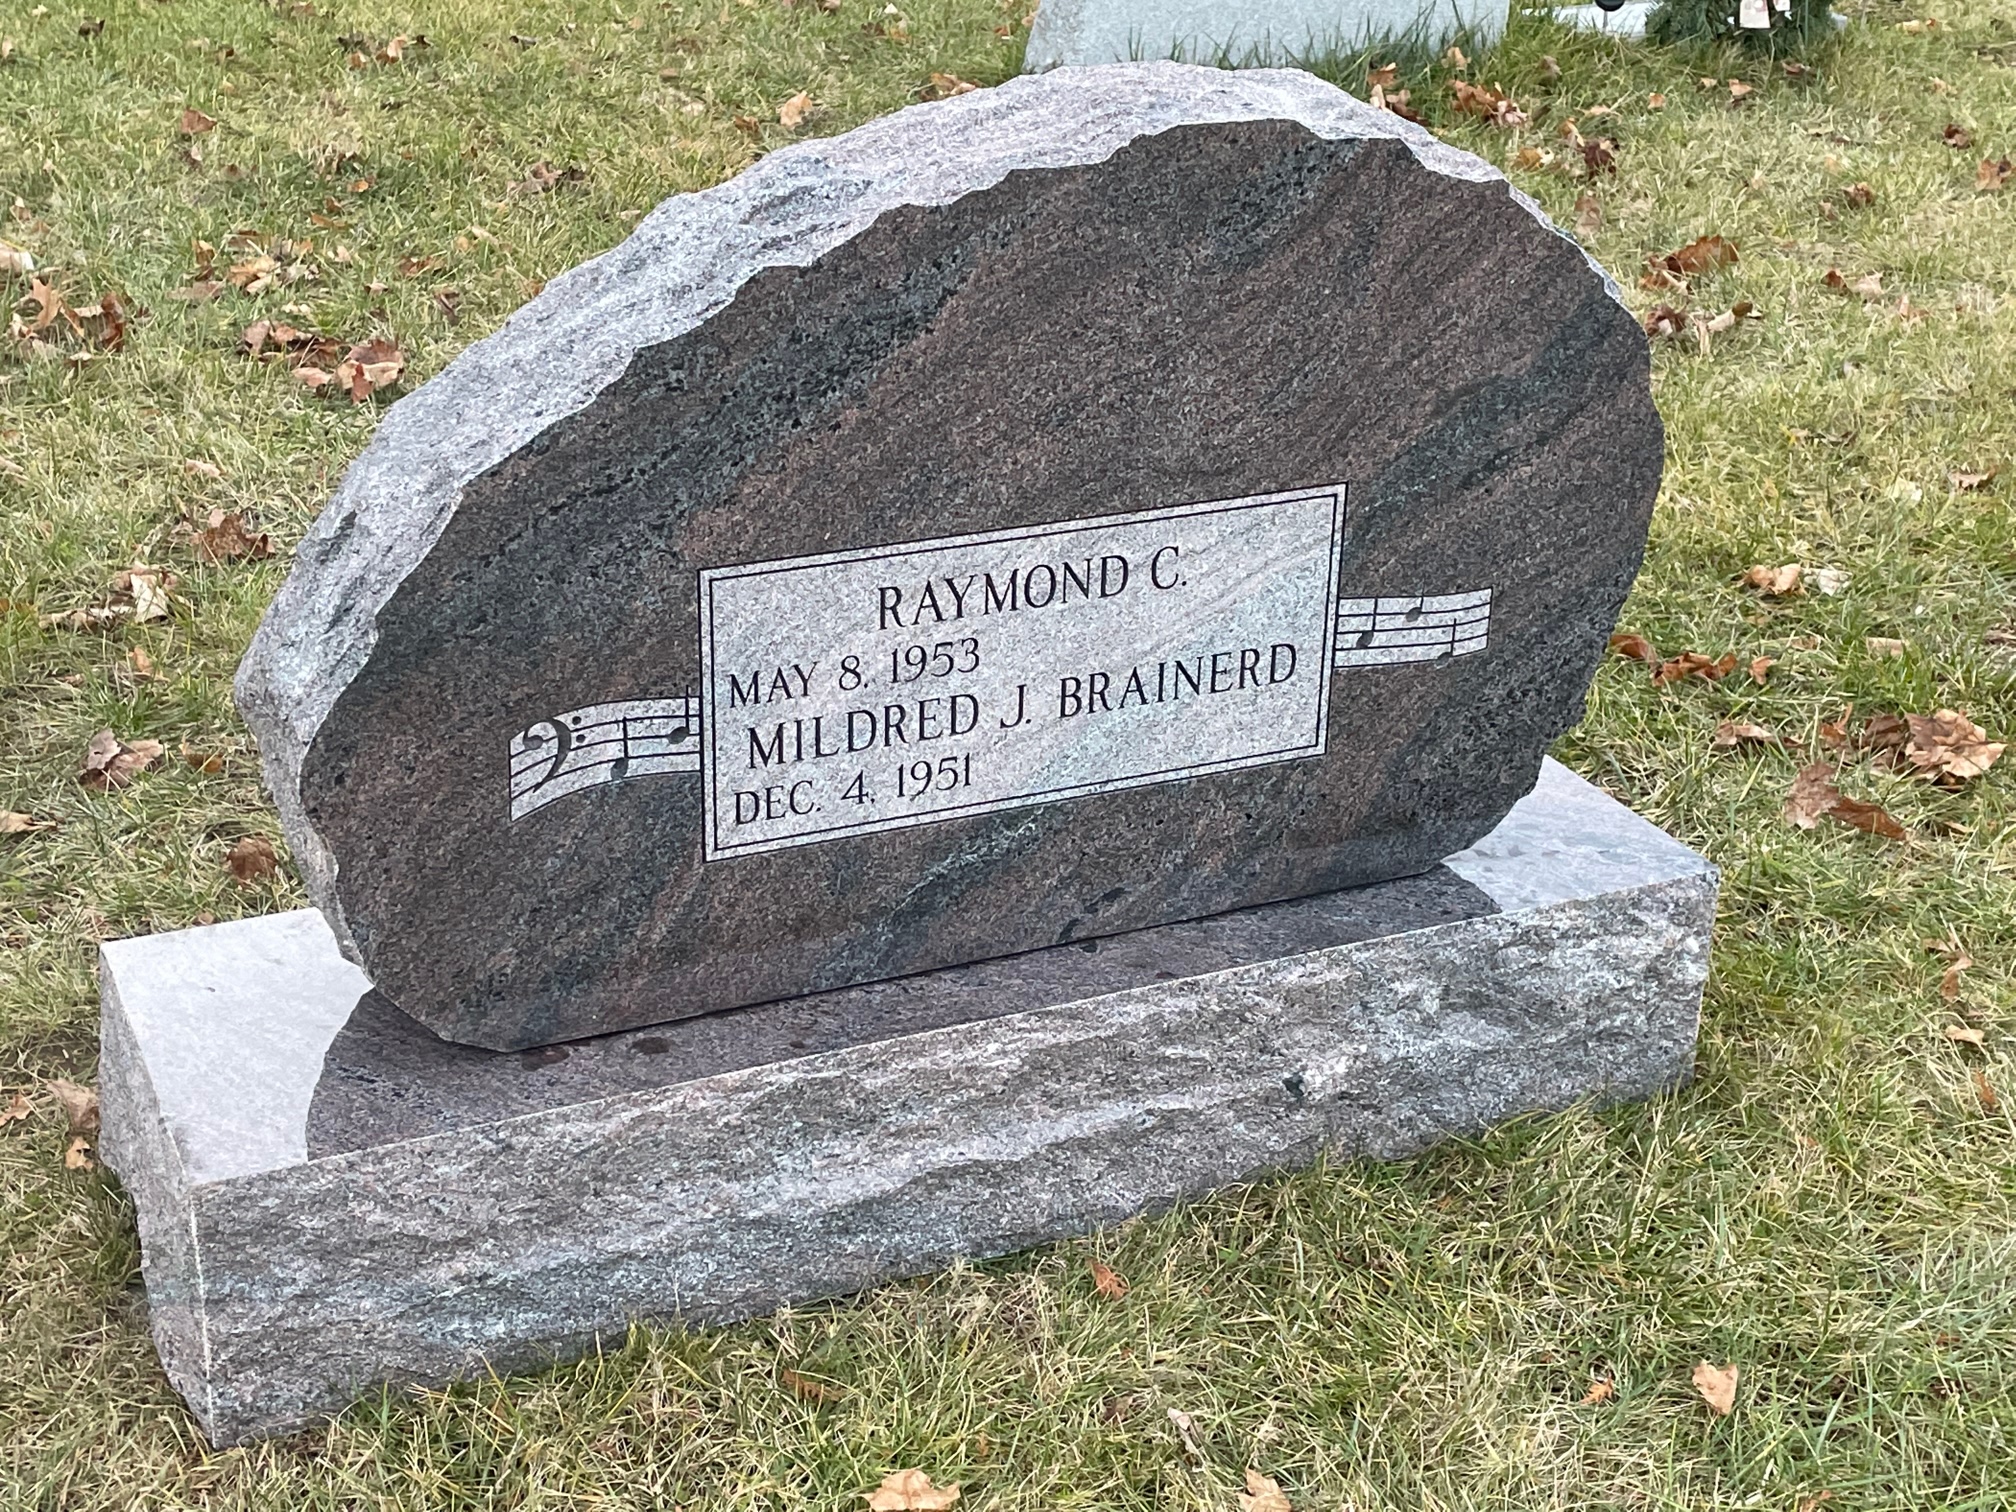 RAYMOND C.
MAY 8, 1953
MILDRED J. BRAINERD
DEC. 4, 1951